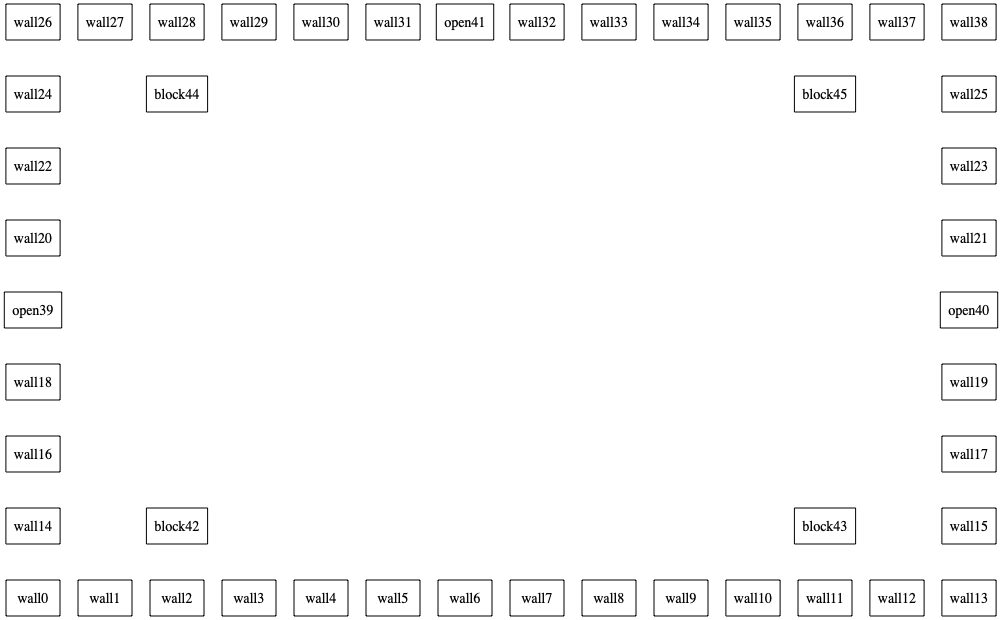 wall26 wall27 wall28 wall29 wall30 wall31 open41 wall32 wall33 wall34 wall35 wall36 wall37 wall38
wall24 block44 block45 wall25
wall22 wall23
wall20 wall21
open39 open40
wall18 wall19
wall16 wall17
wall14 block42 block43 wall15
wall0 wall1 wall2 wall3 wall4 wall5 wall6 wall7 wall8 wall9 wall10 wall11 wall12 wall13